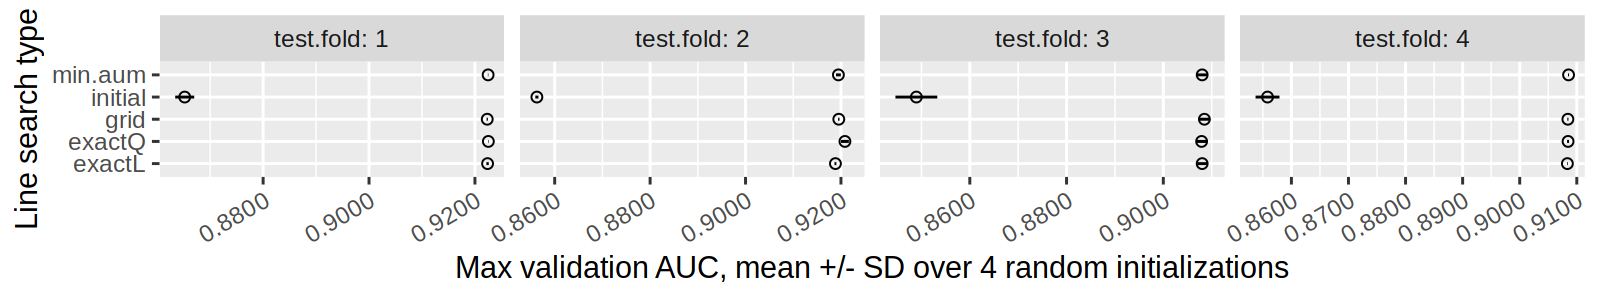 Line search type
test.fold: 1
test.fold: 2
test.fold: 3
test.fold: 4
min.aum
initial
grid
exactQ
exactL
0.8800 0.9000 0.9200
0.8600 0.8800 0.9000 0.9200
0.8600 0.8800 0.9000
0.8600 0.8700 0.8800 0.8900 0.9000 0.9100
Max validation AUC, mean +/- SD over 4 random initializations